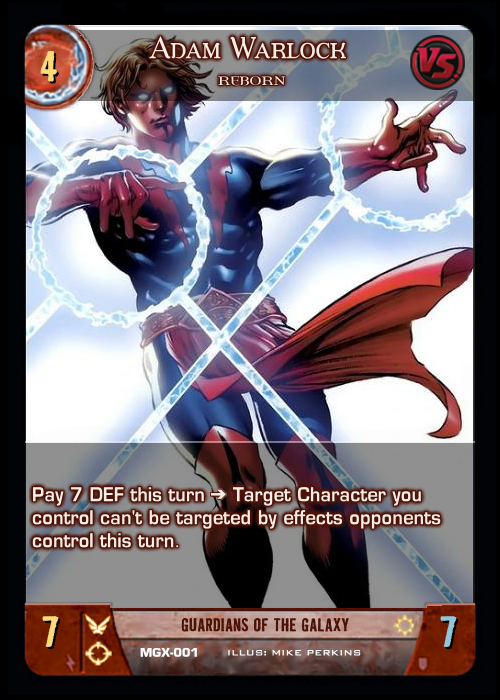 4
ADAM WARLOCK
VS
REBORN
Pay 7 DEF this turn ➔ Target Character you
control can't be targeted by effects opponents
control this turn.
7
GUARDIANS OF THE GALAXY
7
MGX-001 ILLUS: MIKE PERKINS